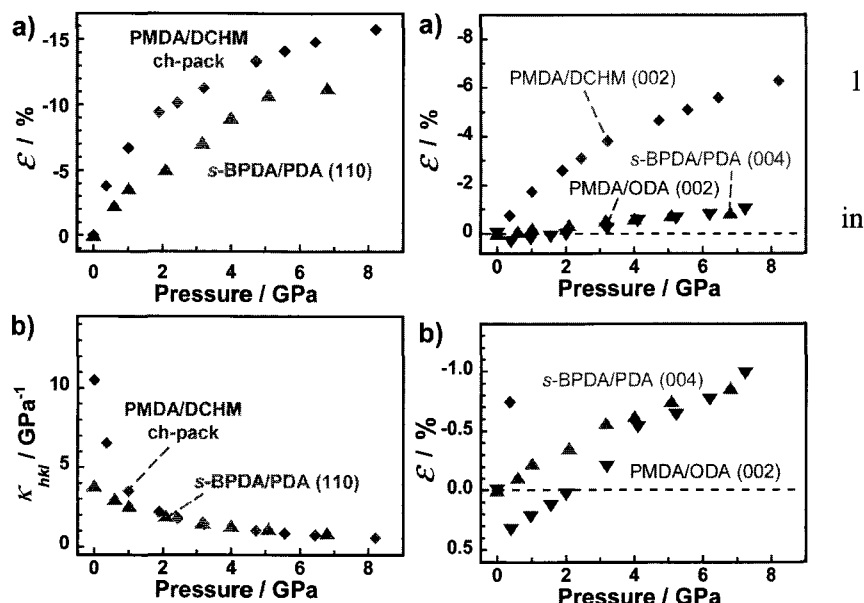 a)
-15
-10
-5
0
ε / %
PMDA/DCHM
ch-pack
s-BPDA/PDA (110)
0 2 4 6 8
Pressure / GPa
b)
10
5
0
κhkl / GPa-1
PMDA/DCHM
ch-pack
s-BPDA/PDA (110)
0 2 4 6 8
Pressure / GPa
a)
-8
-6
-4
-2
0
ε / %
PMDA/DCHM (002)
s-BPDA/PDA (004)
PMDA/ODA (002)
0 2 4 6 8
Pressure / GPa
b)
-1.0
-0.5
0.0
0.5
ε / %
s-BPDA/PDA (004)
PMDA/ODA (002)
0 2 4 6 8
Pressure / GPa
1
in